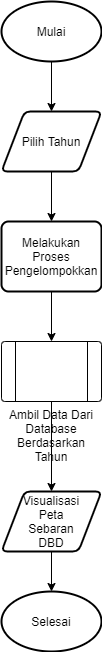 Mulai
Pilih Tahun
Melakukan
Proses
Pengelompokkan
Ambil Data Dari
Database
Berdasarkan
Tahun
Visualisasi
Peta
Sebaran
DBD
Selesai